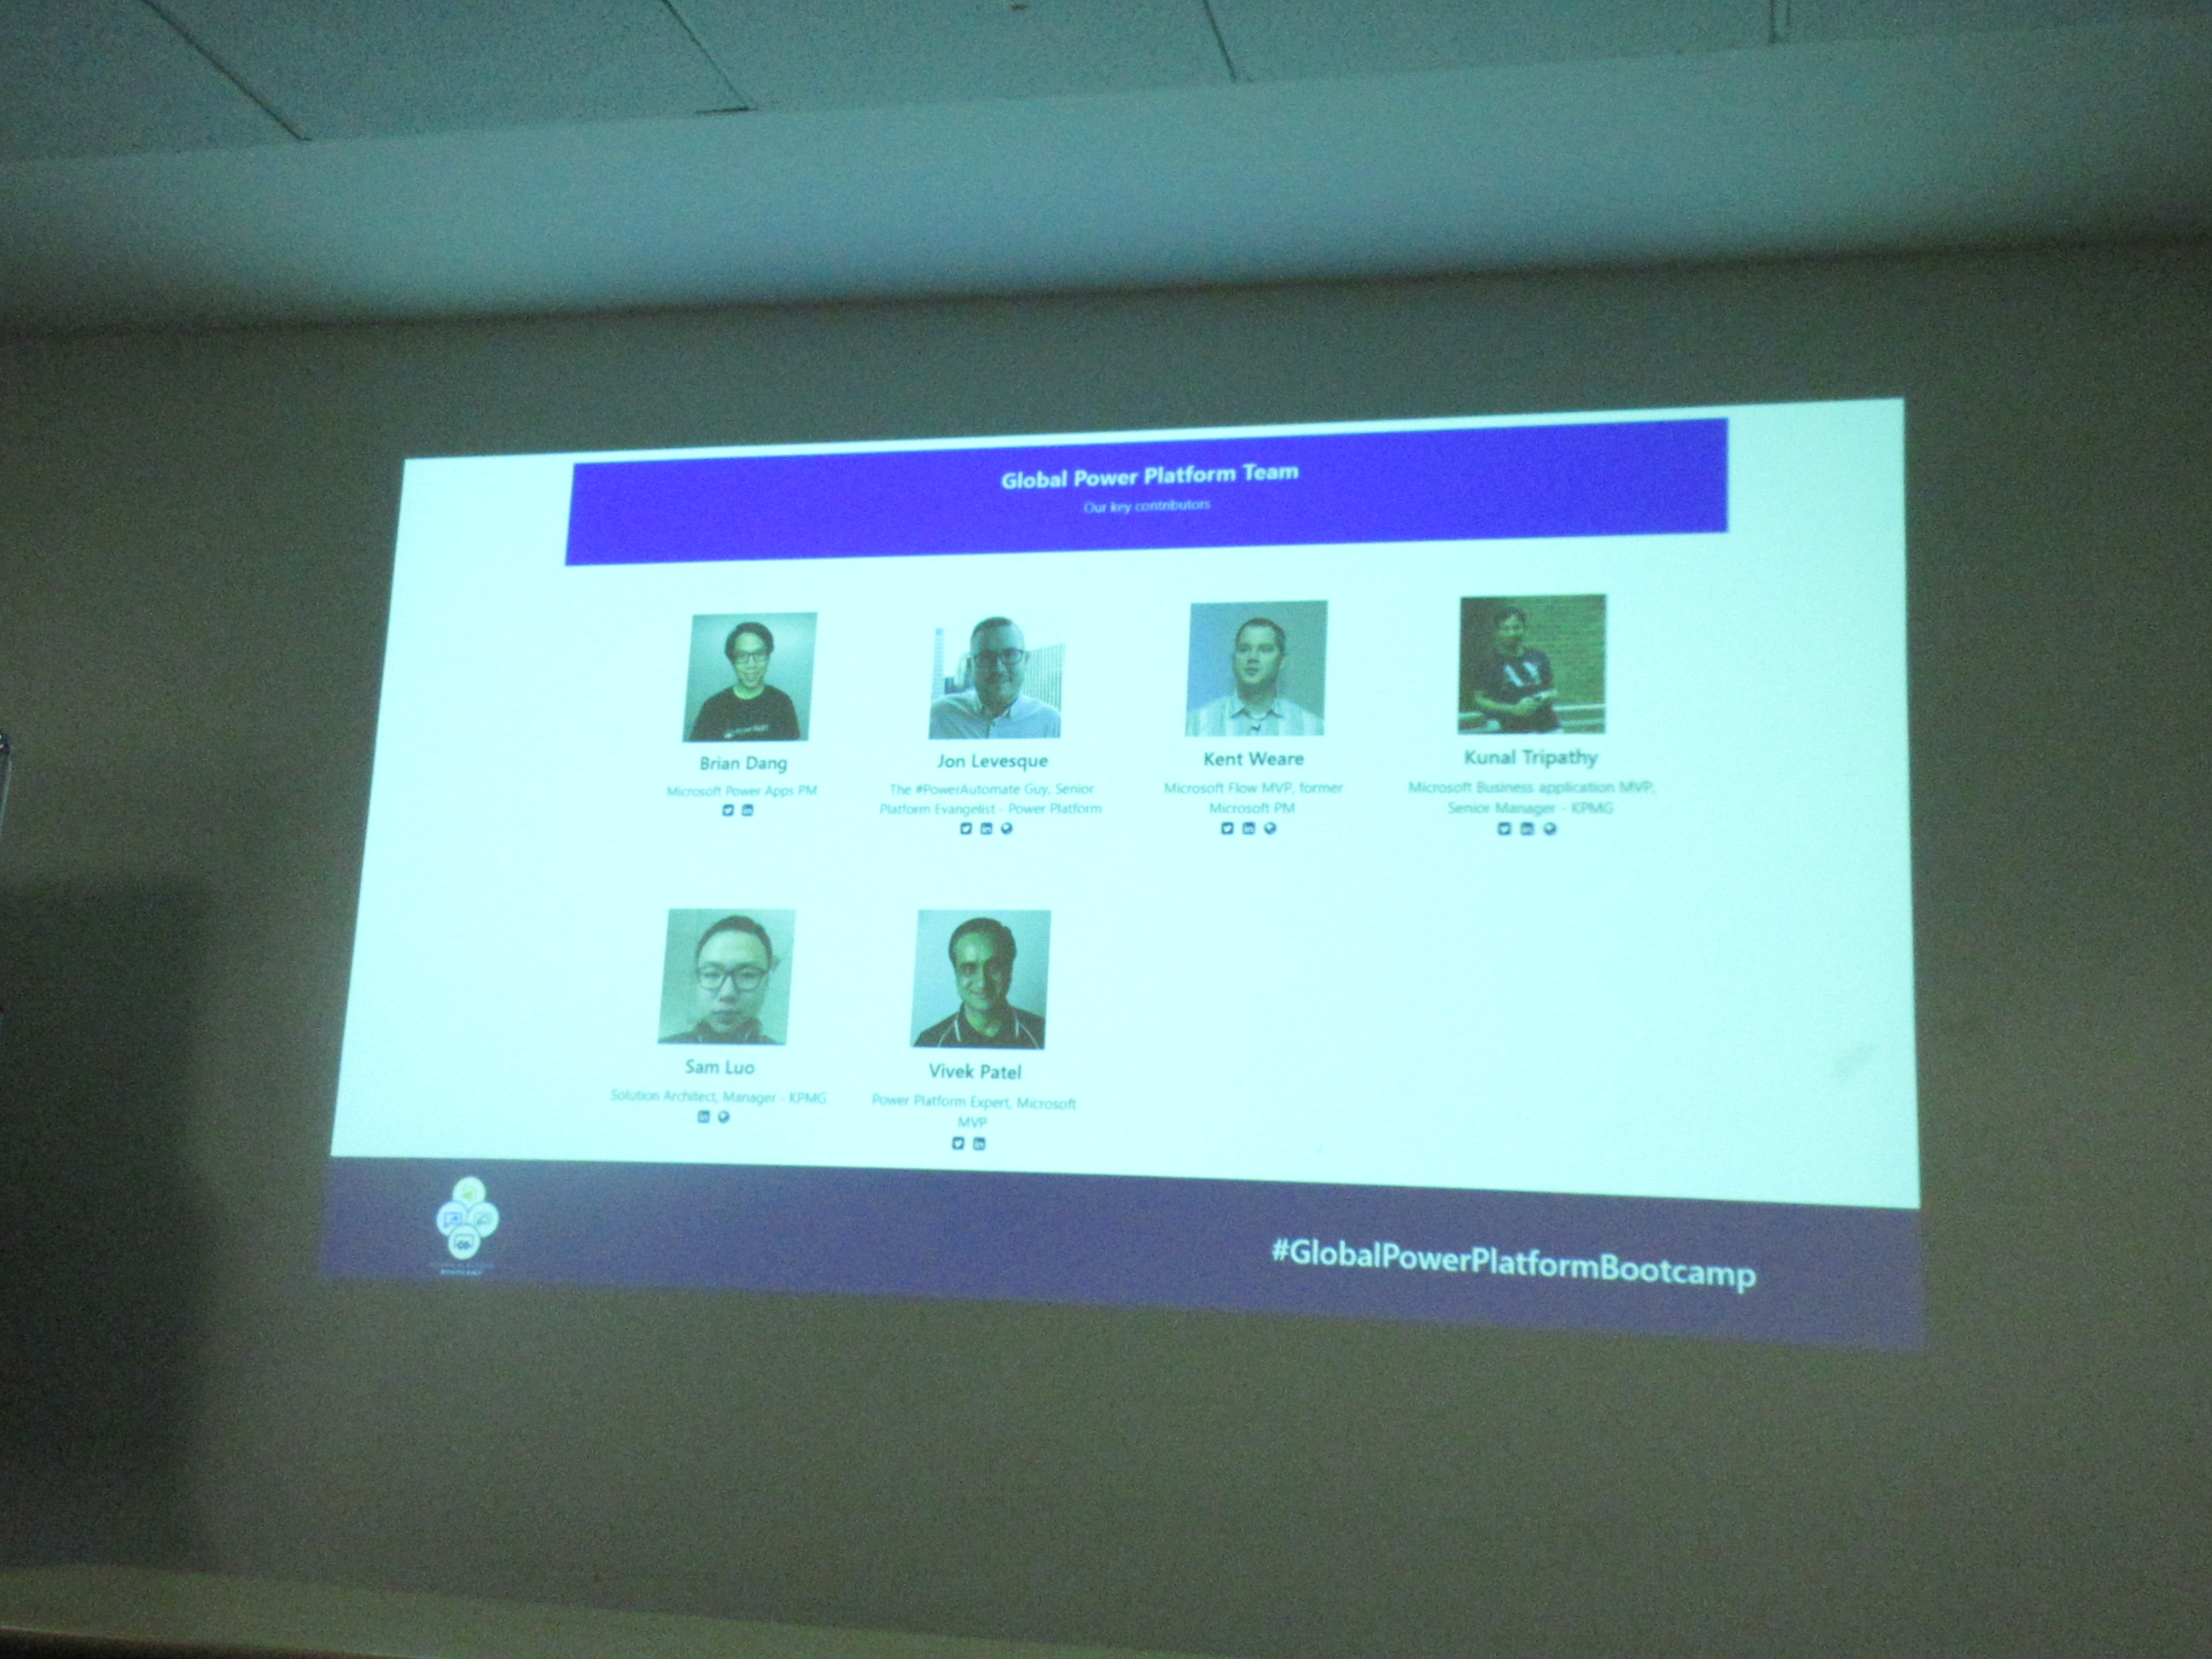 Global Power Platform Team
Our key contributors
Brian Dang
Microsoft Power Apps PM
Jon Levesque
The #PowerAutomate Guy, Senior
Platform Evangelist - Power Platform
Kent Weare
Microsoft Flow MVP, former
Microsoft PM
Kunal Tripathy
Microsoft Business application MVP,
Senior Manager - KPMG
Sam Luo
Solution Architect, Manager - KPMG
Vivek Patel
Power Platform Expert, Microsoft
MVP
#GlobalPowerPlatformBootcamp